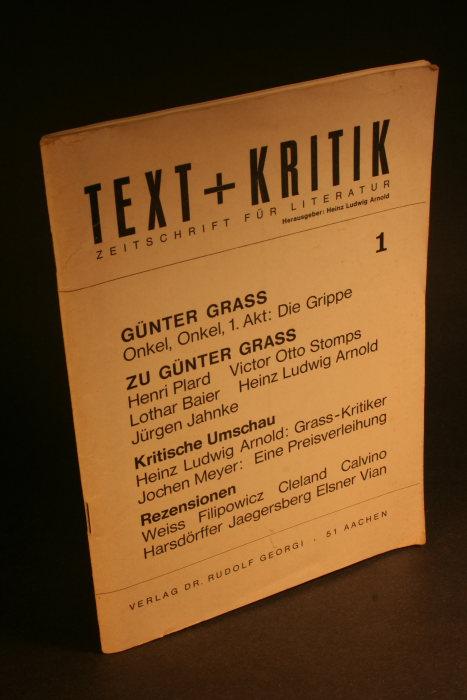 TEXT + KRITIK
ZEITSCHRIFT FÜR LITERATUR
Herausgeber: Heinz Ludwig Arnold
1
GÜNTER GRASS
Onkel, Onkel, 1. Akt: Die Grippe
ZU GÜNTER GRASS
Henri Plard Victor Otto Stomps
Lothar Baier Heinz Ludwig Arnold
Jürgen Jahnke
Kritische Umschau
Heinz Ludwig Arnold: Grass-Kritiker
Jochen Meyer: Eine Preisverleihung
Rezensionen
Weiss Filipowicz Cleland Calvino
Harsdörffer Jaegersberg Elsner Vian
VERLAG DR. RUDOLF GEORGI · 51 AACHEN